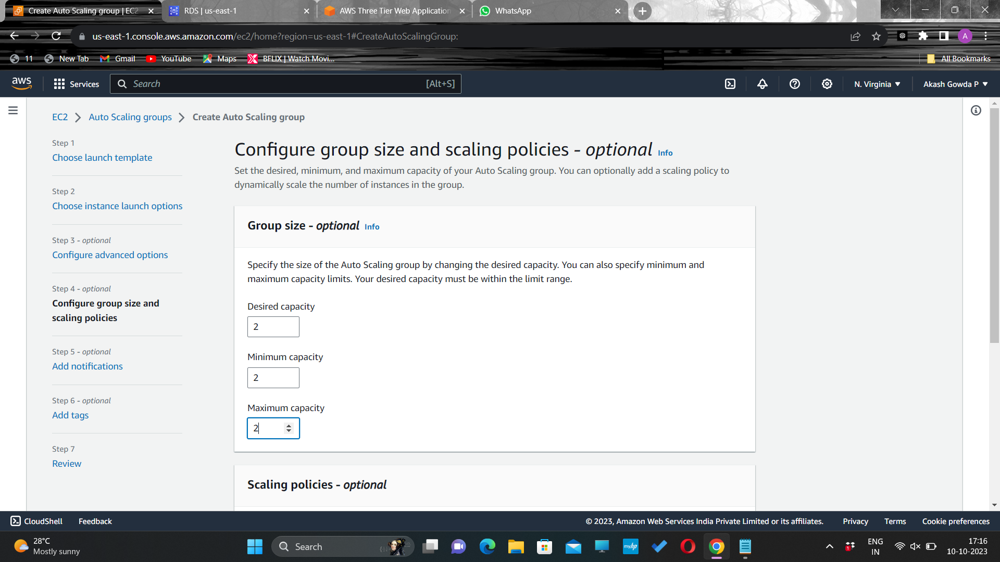 Create Auto Scaling group | EC2
RDS | us-east-1
AWS Three Tier Web Application
WhatsApp
us-east-1.console.aws.amazon.com/ec2/home?region=us-east-1#CreateAutoScalingGroup:
A
11
New Tab
Gmail
YouTube
Maps
BFLIX | Watch Movi...
All Bookmarks
aws
Services
Search
[Alt+S]
N. Virginia
Akash Gowda P
EC2
Auto Scaling groups
Create Auto Scaling group
Step 1
Choose launch template
Step 2
Choose instance launch options
Step 3 - optional
Configure advanced options
Step 4 - optional
Configure group size and
scaling policies
Step 5 - optional
Add notifications
Step 6 - optional
Add tags
Step 7
Review
Configure group size and scaling policies - optional Info
Set the desired, minimum, and maximum capacity of your Auto Scaling group. You can optionally add a scaling policy to
dynamically scale the number of instances in the group.
Group size - optional Info
Specify the size of the Auto Scaling group by changing the desired capacity. You can also specify minimum and
maximum capacity limits. Your desired capacity must be within the limit range.
Desired capacity
2
Minimum capacity
2
Maximum capacity
2
Scaling policies - optional
CloudShell
Feedback
© 2023, Amazon Web Services India Private Limited or its affiliates.
Privacy
Terms
Cookie preferences
28°C
Mostly sunny
Search
myhp
1
ENG
IN
17:16
10-10-2023